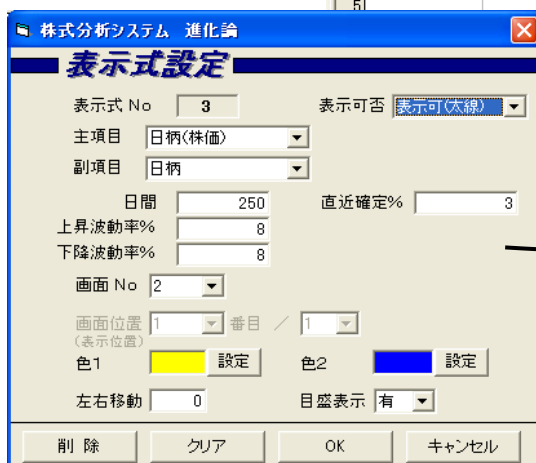 5
株式分析システム 進化論
表示式設定
表示式 No 3 表示可否 表示可(太線)
主項目 日柄(株価)
副項目 日柄
日間 250 直近確定% 3
上昇波動率% 8
下降波動率% 8
画面 No 2
画面位置 1 番目 / 1
(表示位置)
色1 設定 色2 設定
左右移動 0 目盛表示 有
削 除 クリア OK キャンセル